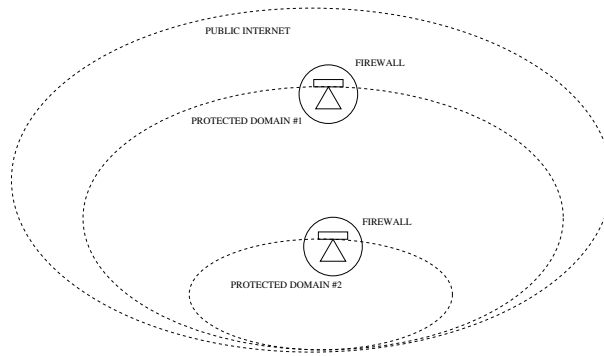 PUBLIC INTERNET
FIREWALL
PROTECTED DOMAIN #1
FIREWALL
PROTECTED DOMAIN #2